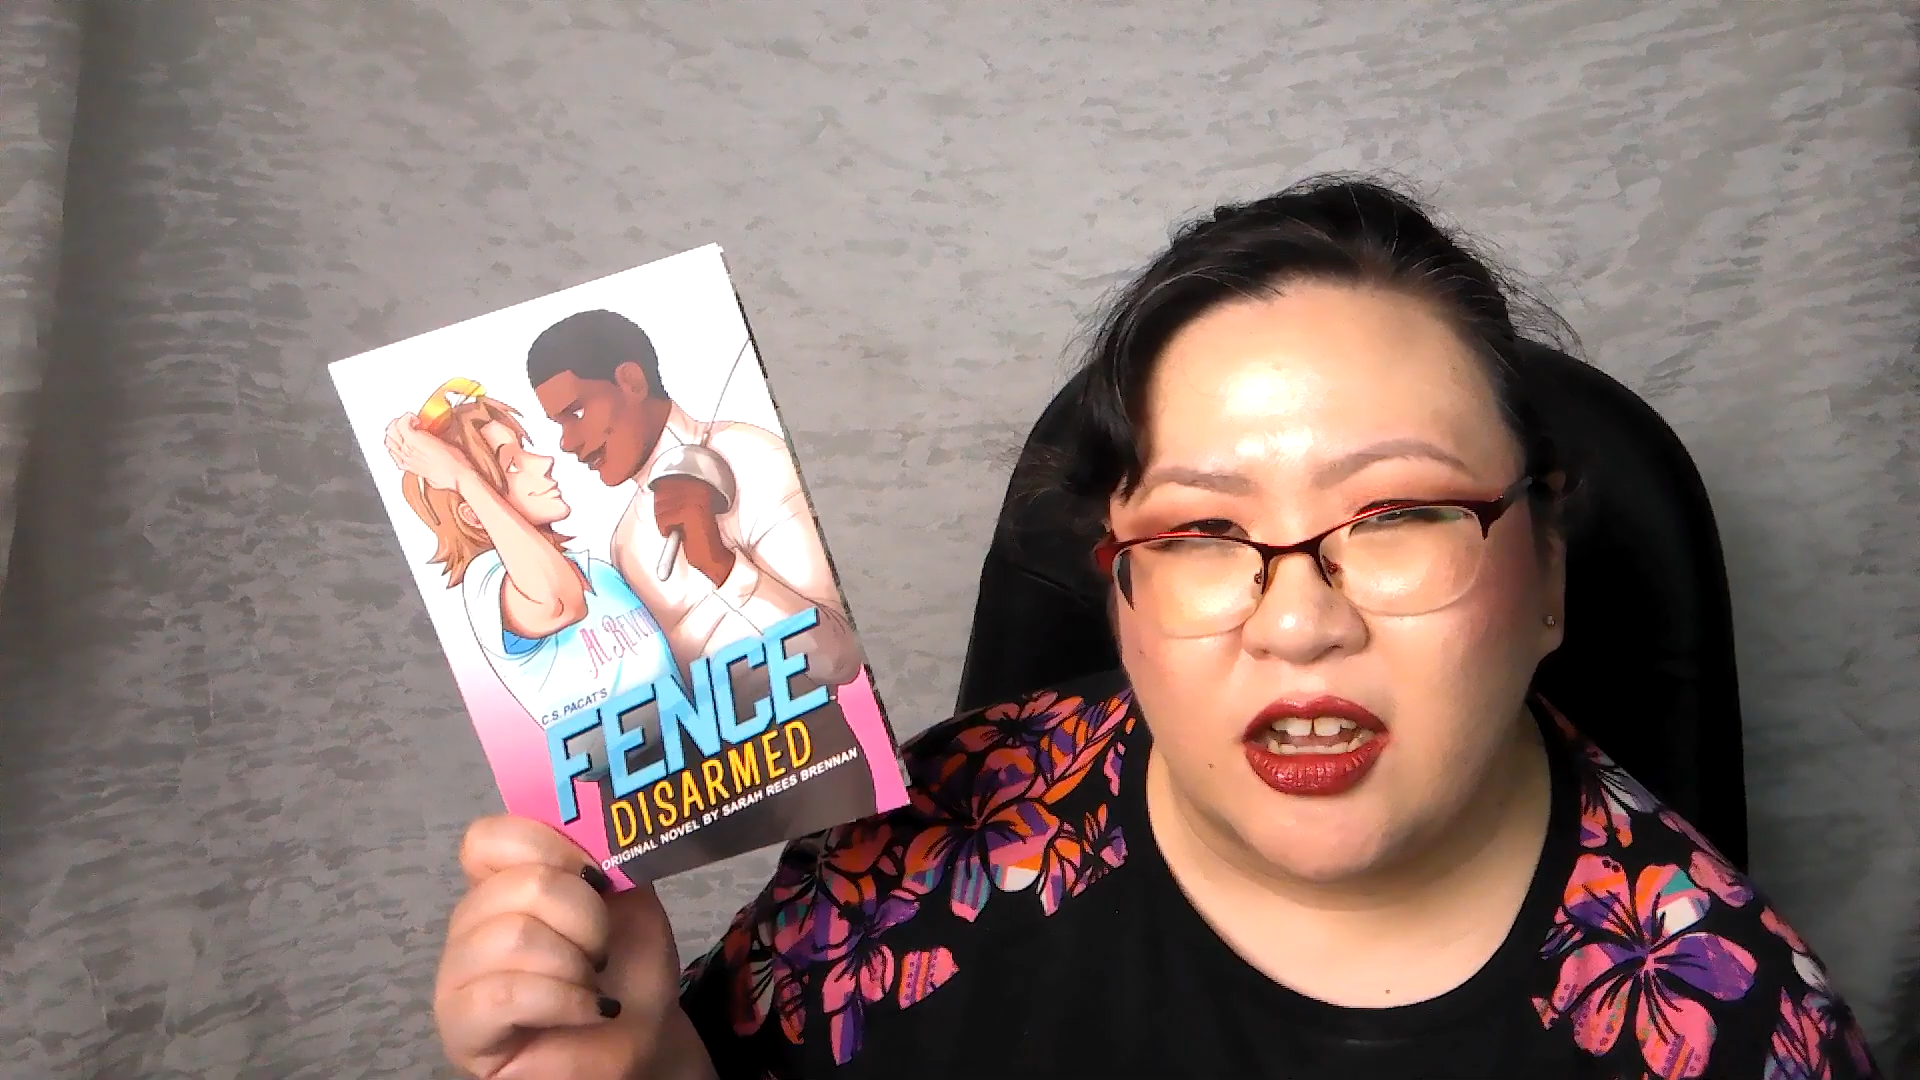 C.S. PACAT'S
FENCE
DISARMED
ORIGINAL NOVEL BY SARAH REES BRENNAN